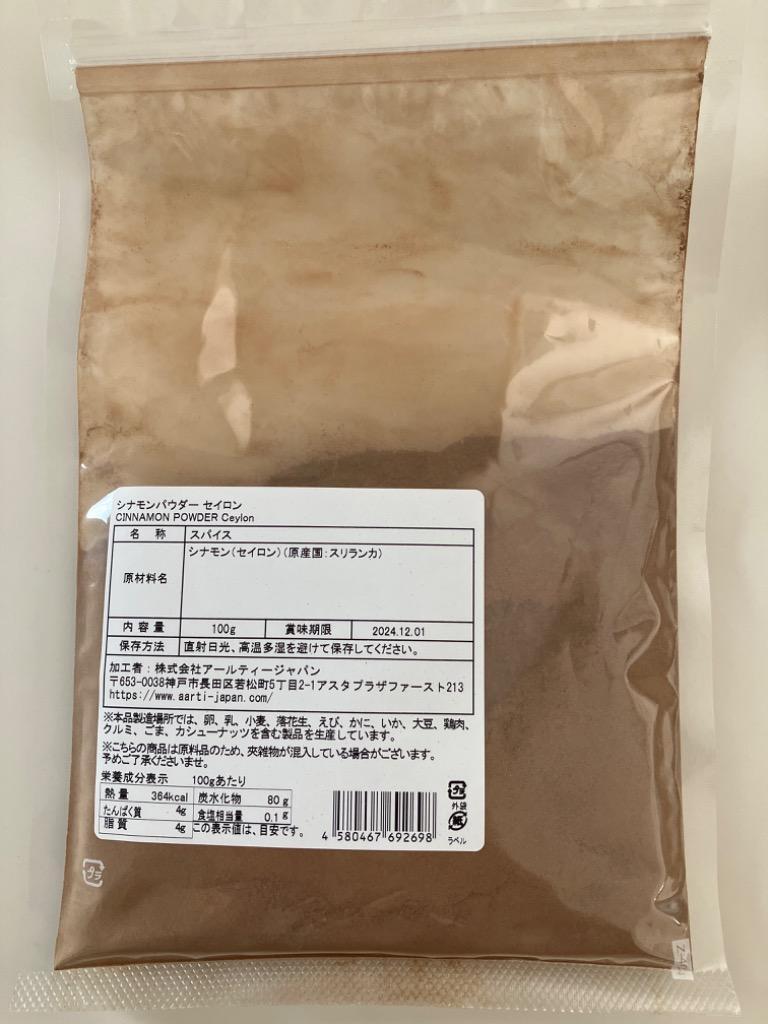 シナモンパウダー セイロン
CINNAMON POWDER Ceylon
名 称 スパイス
原材料名 シナモン(セイロン)(原産国:スリランカ)
内容量 100g 賞味期限 2024.12.01
保存方法 直射日光、高温多湿を避けて保存してください。
加工者:株式会社アールティージャパン
〒653-0038神戸市長田区若松町5丁目2-1アスタプラザファースト213
https://www.aarti-japan.com/
※本品製造場所では、卵、乳、小麦、落花生、えび、かに、いか、大豆、鶏肉、
クルミ、ごま、カシューナッツを含む製品を生産しています。
※こちらの商品は原料品のため、夾雑物が混入している場合がございます。
予めご了承くださいませ。
栄養成分表示 100gあたり
熱量 364kcal 炭水化物 80g
たんぱく質 4g 食塩相当量 0.1g
脂質 4g この表示値は、目安です。
4 580467 692698
プラ
外袋
紙
ラベル
プラ